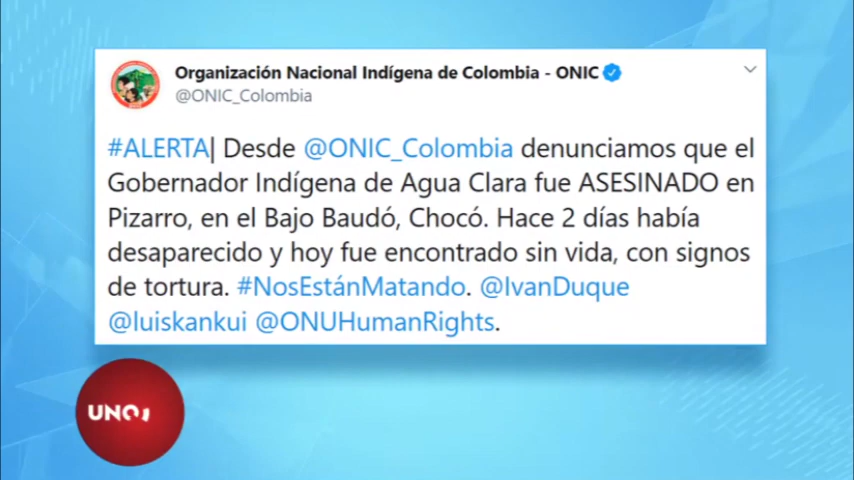 Organización Nacional Indígena de Colombia - ONIC
@ONIC_Colombia
#ALERTA| Desde @ONIC_Colombia denunciamos que el
Gobernador Indígena de Agua Clara fue ASESINADO en
Pizarro, en el Bajo Baudó, Chocó. Hace 2 días había
desaparecido y hoy fue encontrado sin vida, con signos
de tortura. #NosEstánMatando. @IvanDuque
@luiskankui @ONUHumanRights.
UNO